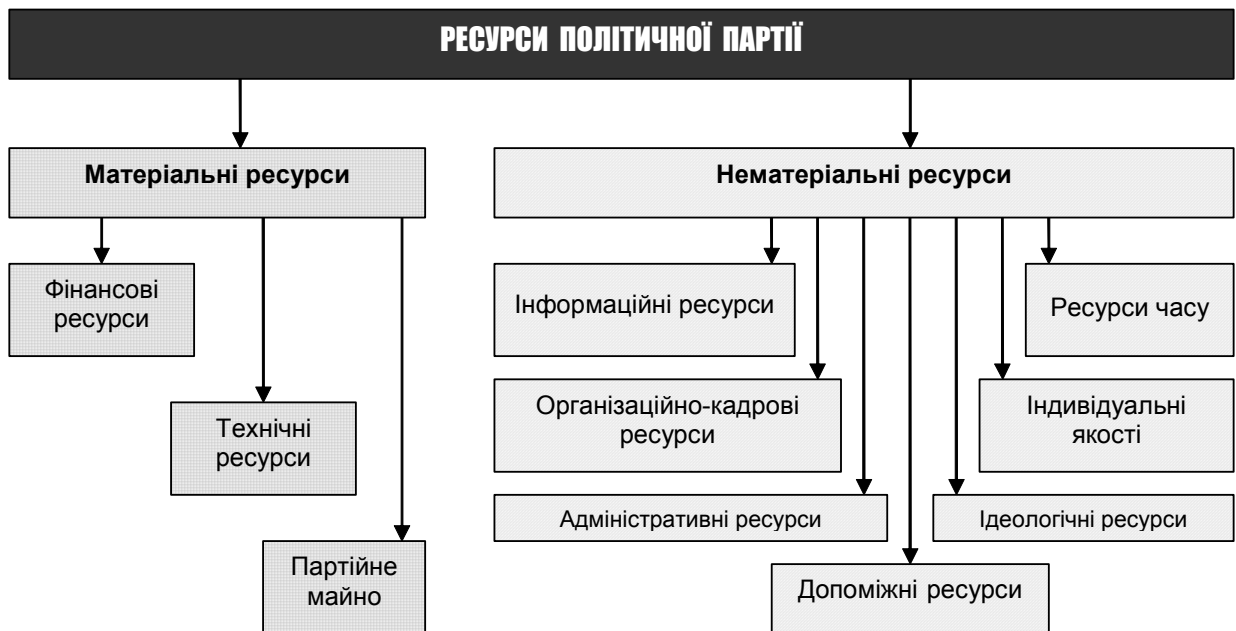 РЕСУРСИ ПОЛІТИЧНОЇ ПАРТІЇ
Матеріальні ресурси
Нематеріальні ресурси
Фінансові
ресурси
Технічні
ресурси
Партійне
майно
Інформаційні ресурси
Ресурси часу
Організаційно-кадрові
ресурси
Індивідуальні
якості
Адміністративні ресурси
Ідеологічні ресурси
Допоміжні ресурси